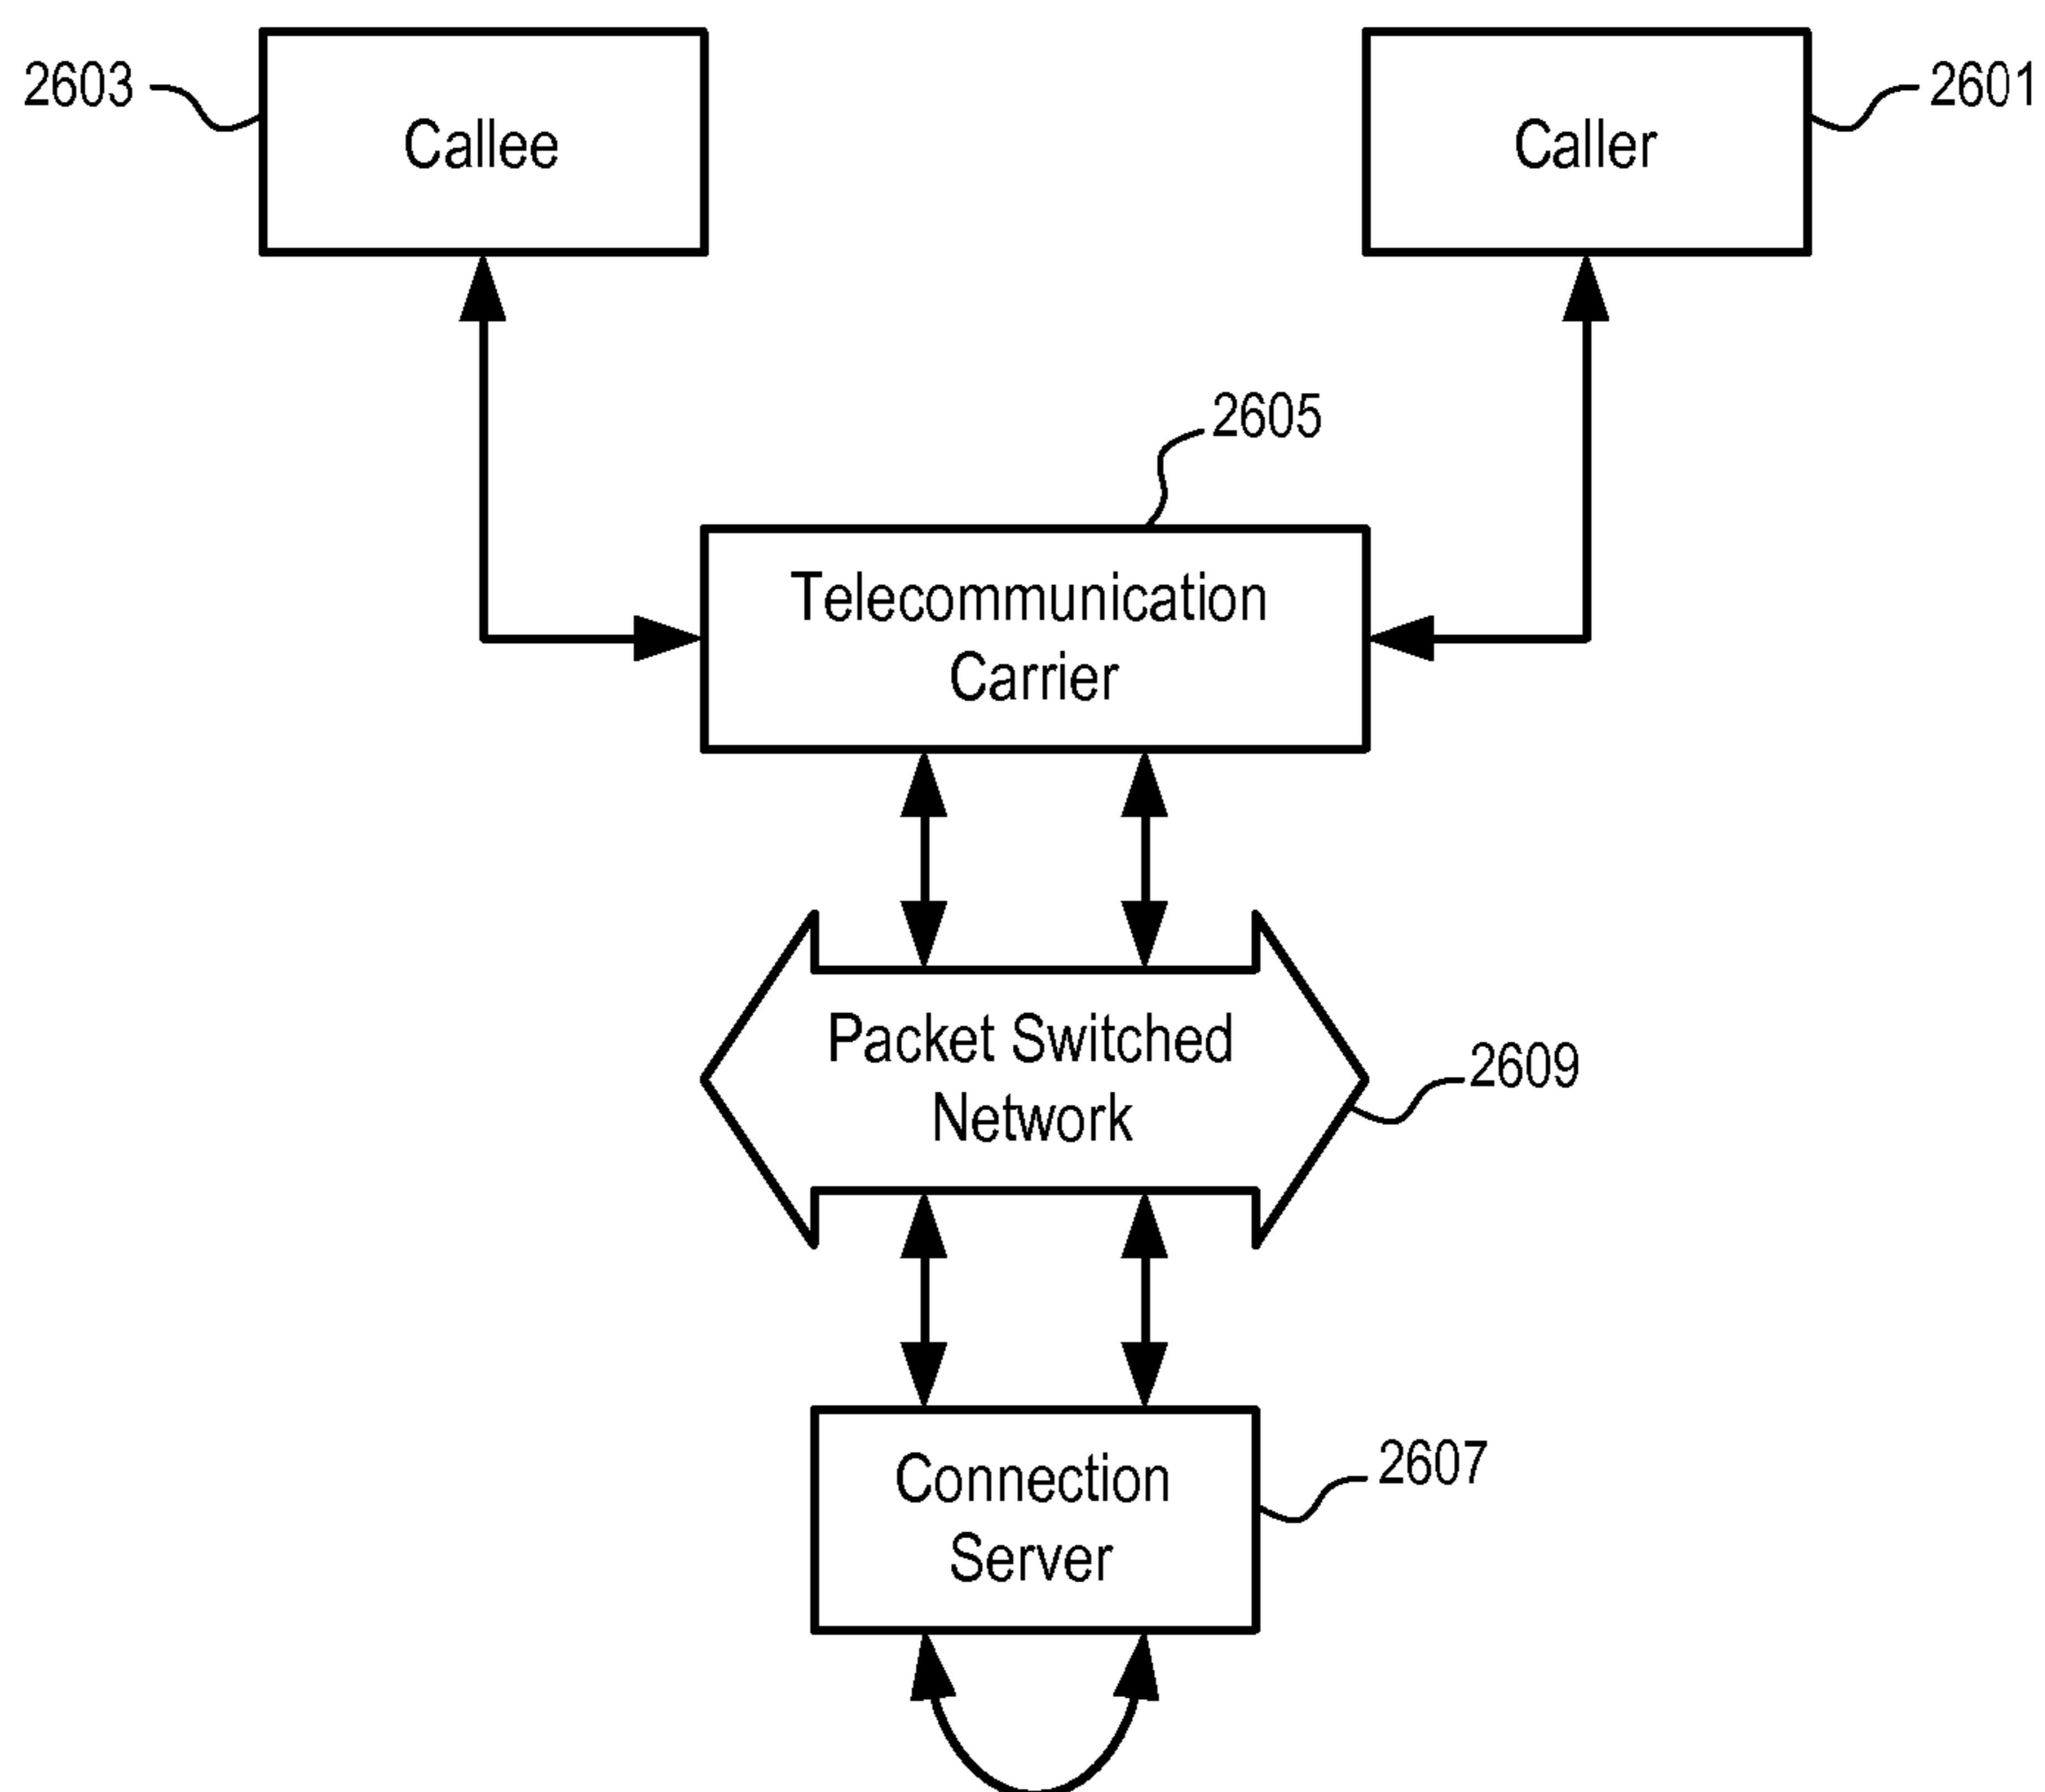 2603
Callee
Caller
2601
2605
Telecommunication
Carrier
Packet Switched
Network
2609
Connection
Server
2607